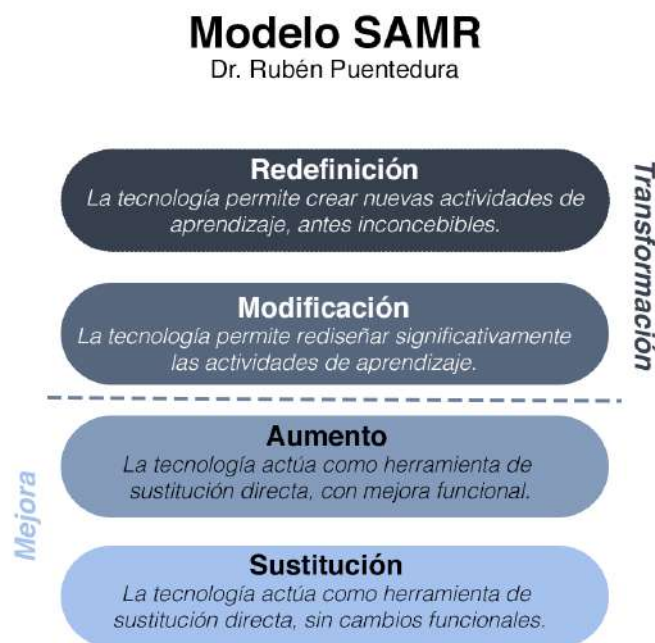 Modelo SAMR
Dr. Rubén Puentedura
Redefinición
La tecnología permite crear nuevas actividades de
aprendizaje, antes inconcebibles.
Transformación
Modificación
La tecnología permite rediseñar significativamente
las actividades de aprendizaje.
Aumento
La tecnología actúa como herramienta de
sustitución directa, con mejora funcional.
Mejora
Sustitución
La tecnología actúa como herramienta de
sustitución directa, sin cambios funcionales.